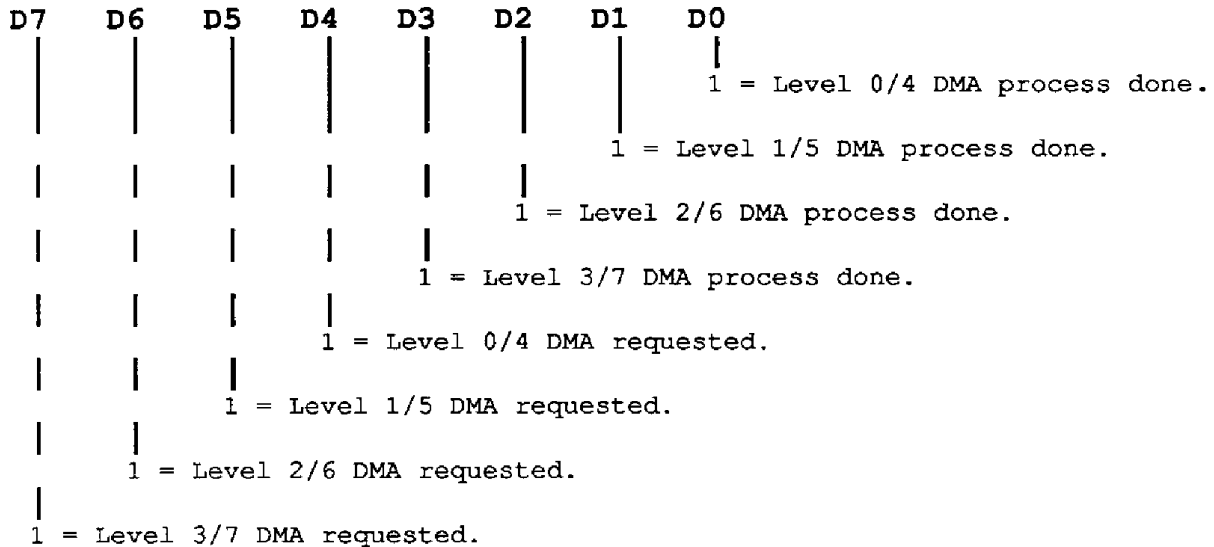 D7 D6 D5 D4 D3 D2 D1 D0
1 = Level 0/4 DMA process done.
1 = Level 1/5 DMA process done.
1 = Level 2/6 DMA process done.
1 = Level 3/7 DMA process done.
1 = Level 0/4 DMA requested.
1 = Level 1/5 DMA requested.
1 = Level 2/6 DMA requested.
1 = Level 3/7 DMA requested.